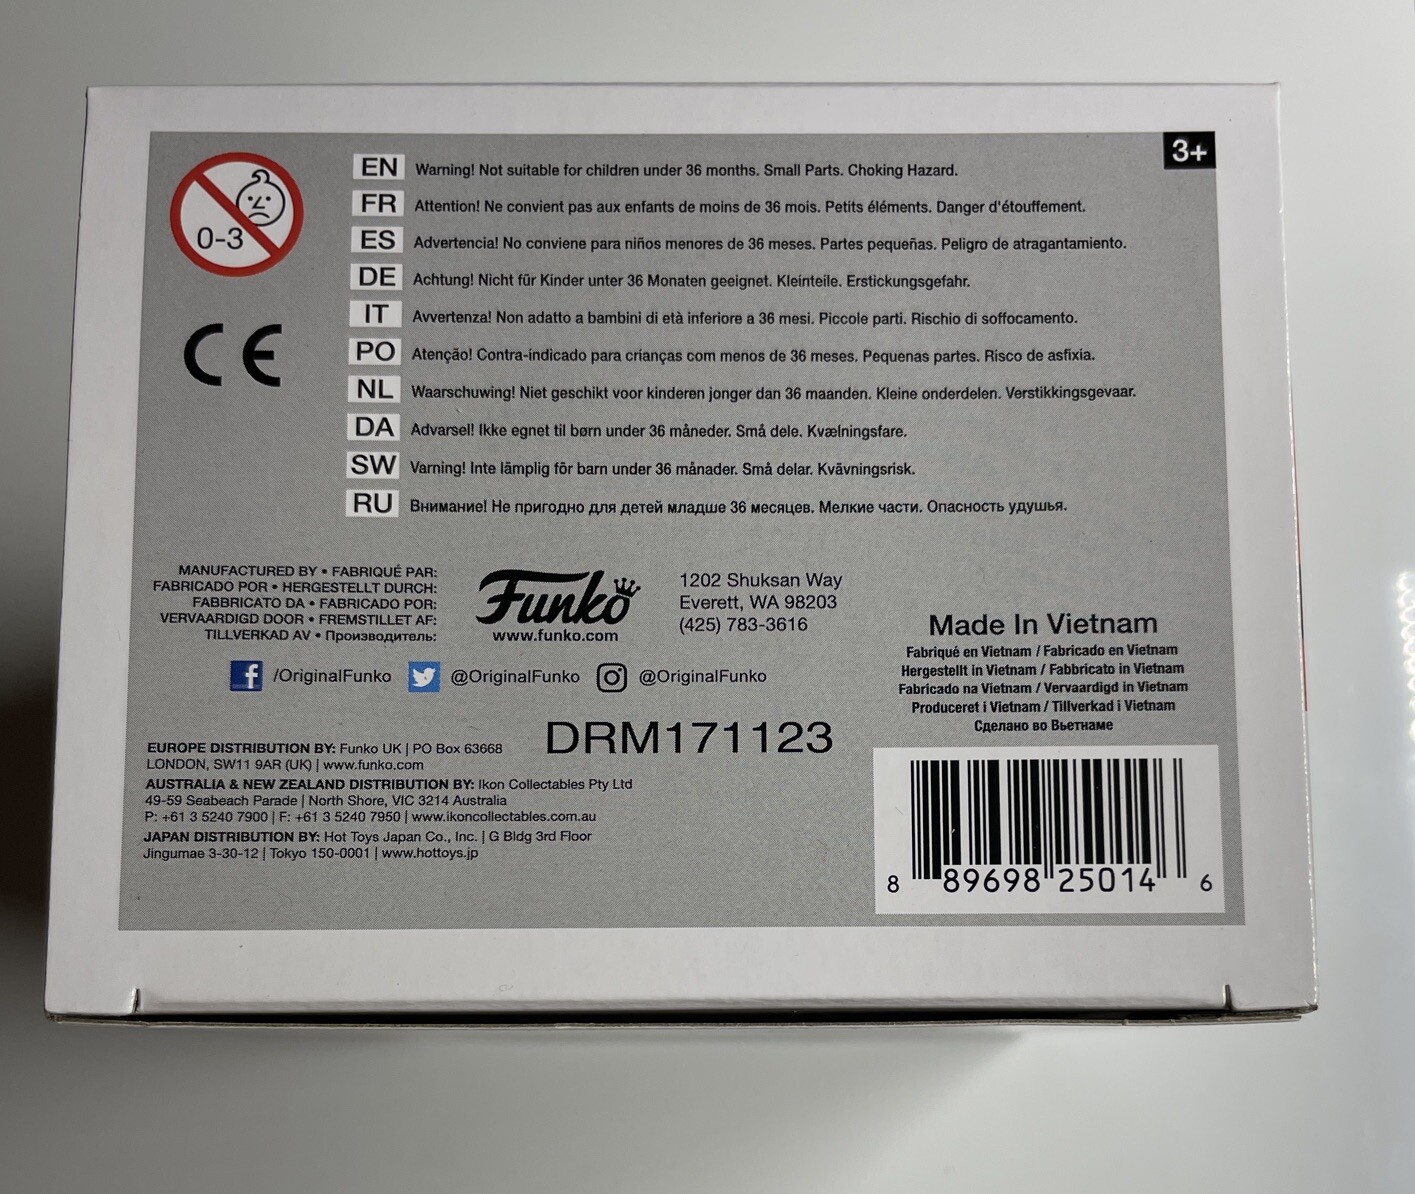 3+
0-3
EN Warning! Not suitable for children under 36 months. Small Parts. Choking Hazard.
FR Attention! Ne convient pas aux enfants de moins de 36 mois. Petits éléments. Danger d'étouffement.
ES Advertencia! No conviene para niños menores de 36 meses. Partes pequeñas. Peligro de atragantamiento.
DE Achtung! Nicht für Kinder unter 36 Monaten geeignet. Kleinteile. Erstickungsgefahr.
IT Avvertenza! Non adatto a bambini di età inferiore a 36 mesi. Piccole parti. Rischio di soffocamento.
PO Atenção! Contra-indicado para crianças com menos de 36 meses. Pequenas partes. Risco de asfixia.
NL Waarschuwing! Niet geschikt voor kinderen jonger dan 36 maanden. Kleine onderdelen. Verstikkingsgevaar.
DA Advarsel! Ikke egnet til børn under 36 måneder. Små dele. Kvælningsfare.
SW Varning! Inte lämplig för barn under 36 månader. Små delar. Kvävningsrisk.
RU Внимание! Не пригодно для детей младше 36 месяцев. Мелкие части. Опасность удушья.
CE
MANUFACTURED BY • FABRIQUÉ PAR:
FABRICADO POR • HERGESTELLT DURCH:
FABBRICATO DA • FABRICADO POR:
VERVAARDIGD DOOR • FREMSTILLET AF:
TILLVERKAD AV • Производитель:
Funko
www.funko.com
1202 Shuksan Way
Everett, WA 98203
(425) 783-3616
f /OriginalFunko @OriginalFunko @OriginalFunko
Made In Vietnam
Fabriqué en Vietnam / Fabricado en Vietnam
Hergestellt in Vietnam / Fabbricato in Vietnam
Fabricado na Vietnam / Vervaardigd in Vietnam
Produceret i Vietnam / Tillverkad i Vietnam
Сделано во Вьетнаме
DRM171123
EUROPE DISTRIBUTION BY: Funko UK | PO Box 63668
LONDON, SW11 9AR (UK) | www.funko.com
AUSTRALIA & NEW ZEALAND DISTRIBUTION BY: Ikon Collectables Pty Ltd
49-59 Seabeach Parade | North Shore, VIC 3214 Australia
P: +61 3 5240 7900 | F: +61 3 5240 7950 | www.ikoncollectables.com.au
JAPAN DISTRIBUTION BY: Hot Toys Japan Co., Inc. | G Bldg 3rd Floor
Jingumae 3-30-12 | Tokyo 150-0001 | www.hottoys.jp
8 89698 25014 6